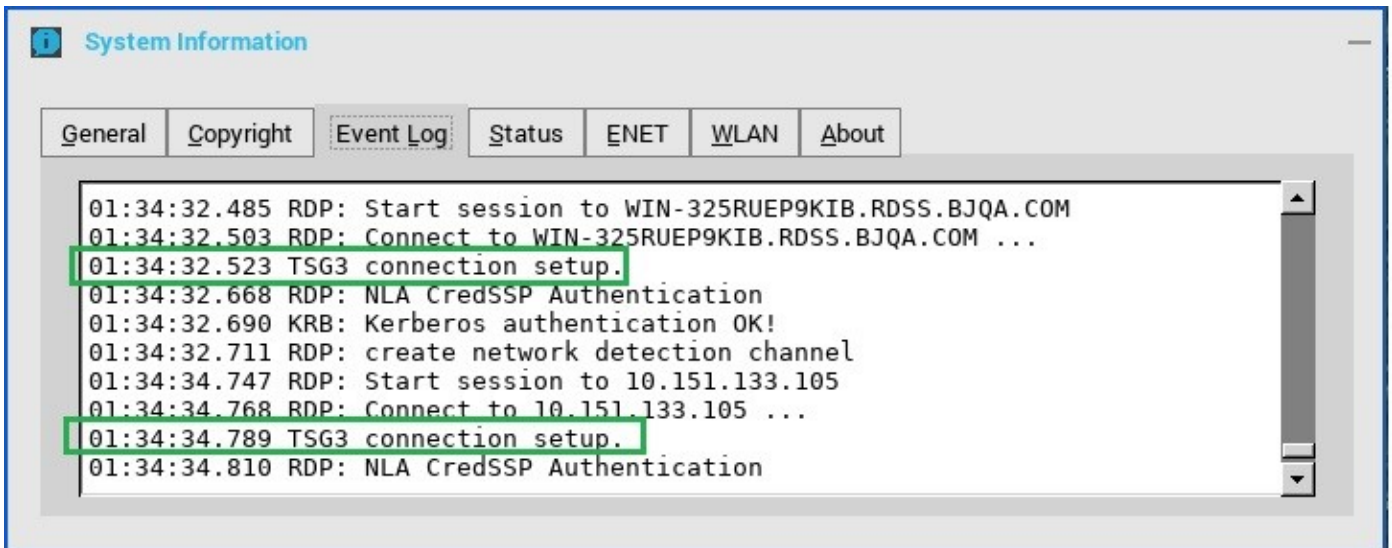 System Information
General Copyright Event Log Status ENET WLAN About
01:34:32.485 RDP: Start session to WIN-325RUEP9KIB.RDSS.BJQA.COM
01:34:32.503 RDP: Connect to WIN-325RUEP9KIB.RDSS.BJQA.COM ...
01:34:32.523 TSG3 connection setup.
01:34:32.668 RDP: NLA CredSSP Authentication
01:34:32.690 KRB: Kerberos authentication OK!
01:34:32.711 RDP: create network detection channel
01:34:34.747 RDP: Start session to 10.151.133.105
01:34:34.768 RDP: Connect to 10.151.133.105 ...
01:34:34.789 TSG3 connection setup.
01:34:34.810 RDP: NLA CredSSP Authentication